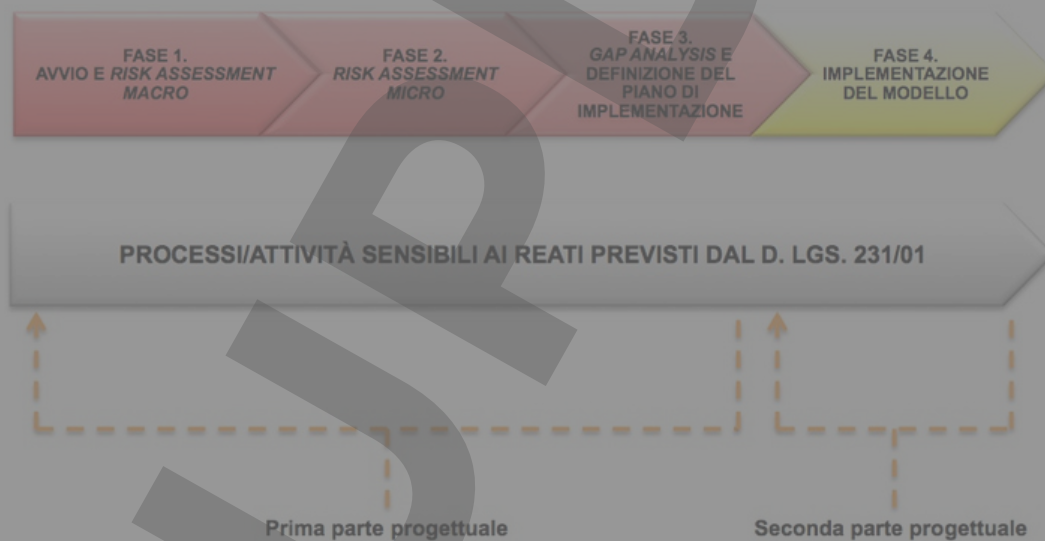 FASE 1.
AVVIO E RISK ASSESSMENT
MACRO
FASE 2.
RISK ASSESSMENT
MICRO
FASE 3.
GAP ANALYSIS E
DEFINIZIONE DEL
PIANO DI
IMPLEMENTAZIONE
FASE 4.
IMPLEMENTAZIONE
DEL MODELLO
PROCESSI/ATTIVITÀ SENSIBILI AI REATI PREVISTI DAL D. LGS. 231/01
Prima parte progettuale
Seconda parte progettuale